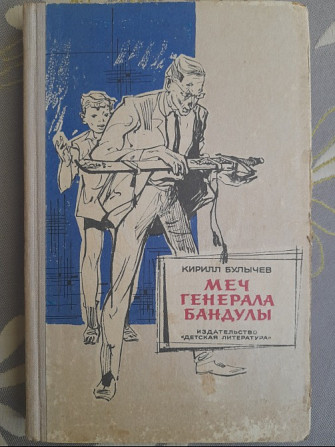 КИРИЛЛ БУЛЫЧЕВ
МЕЧ
ГЕНЕРАЛА
БАНДУЛЫ
ИЗДАТЕЛЬСТВО
«ДЕТСКАЯ ЛИТЕРАТУРА»